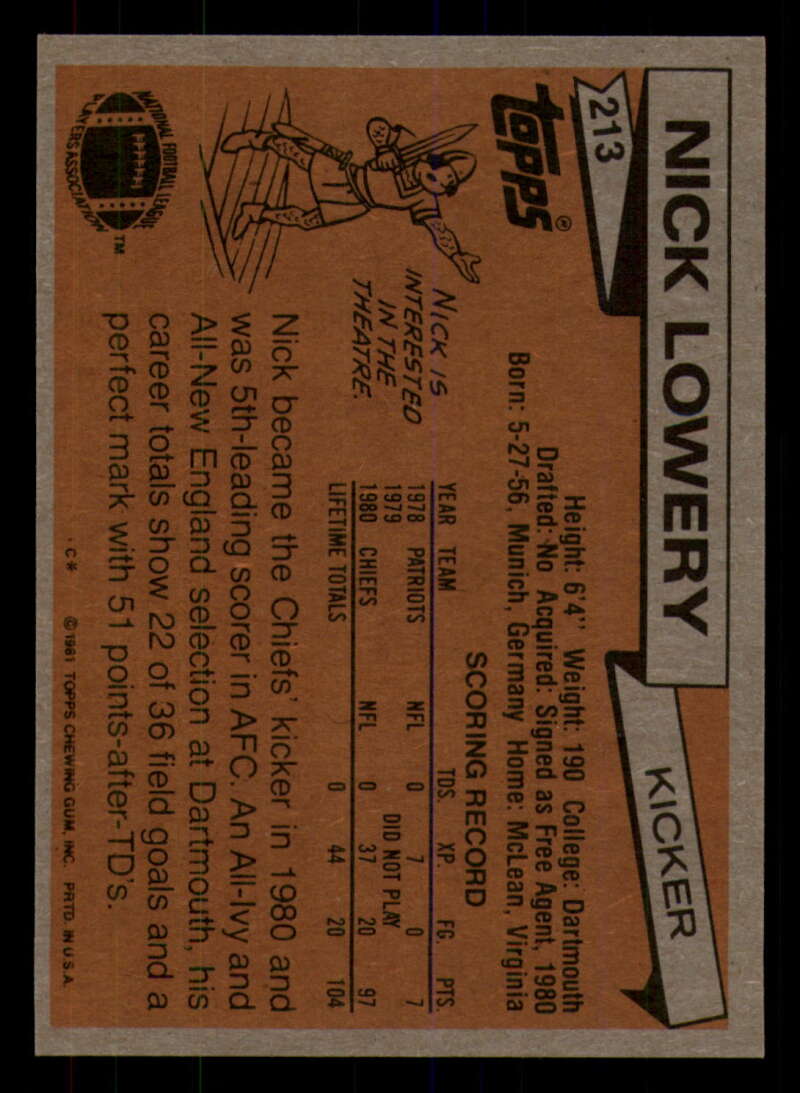 NICK LOWERY
KICKER
213
topps®
Height: 6'4" Weight: 190 College: Dartmouth
Drafted: No Acquired: Signed as Free Agent, 1980
Born: 5-27-56, Munich, Germany Home: McLean, Virginia
SCORING RECORD
YEAR TEAM TDS. XP. FG. PTS.
1978 PATRIOTS NFL 0 7 0 7
1979 DID NOT PLAY
1980 CHIEFS NFL 0 37 20 97
LIFETIME TOTALS 0 44 20 104
NICK IS
INTERESTED
IN THE
THEATRE.
Nick became the Chiefs' kicker in 1980 and
was 5th-leading scorer in AFC. An All-Ivy and
All-New England selection at Dartmouth, his
career totals show 22 of 36 field goals and a
perfect mark with 51 points-after-TD's.
NATIONAL FOOTBALL LEAGUE
PLAYERS ASSOCIATION
TM
C* ©1981 TOPPS CHEWING GUM, INC. PRTD. IN U.S.A.